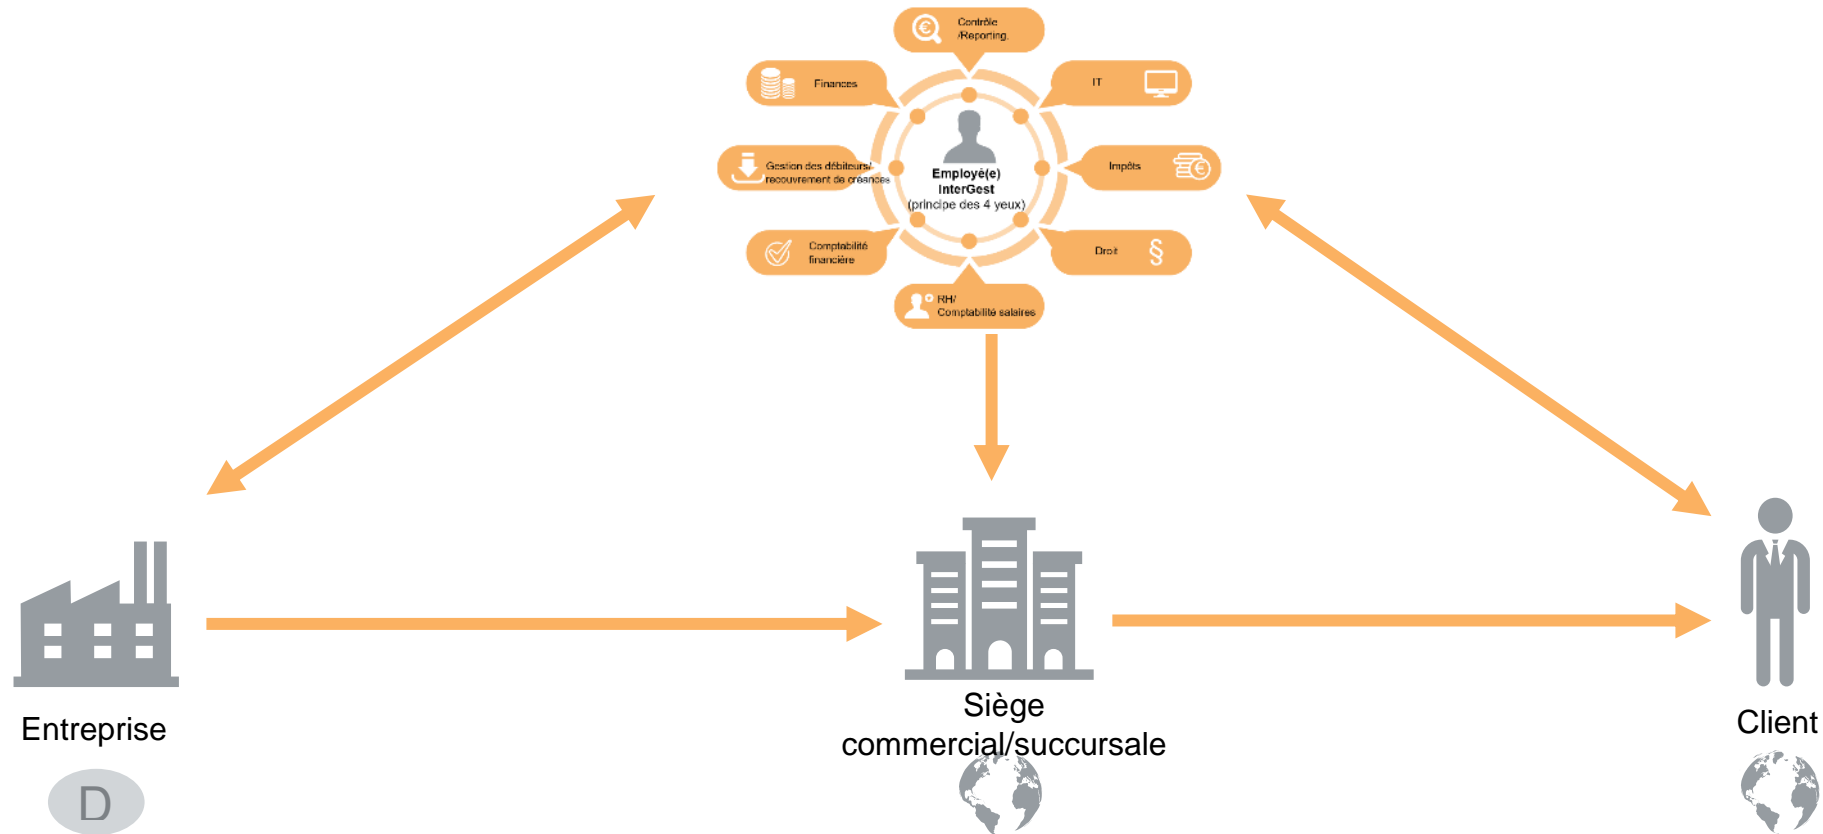 Contrôle
/Reporting.
Finances
IT
Gestion des débiteurs/
recouvrement de créances
Impôts
Employé(e)
InterGest
(principe des 4 yeux)
Comptabilité
financière
Droit
§
RH/
Comptabilité salaires
Entreprise
D
Siège
commercial/succursale
Client